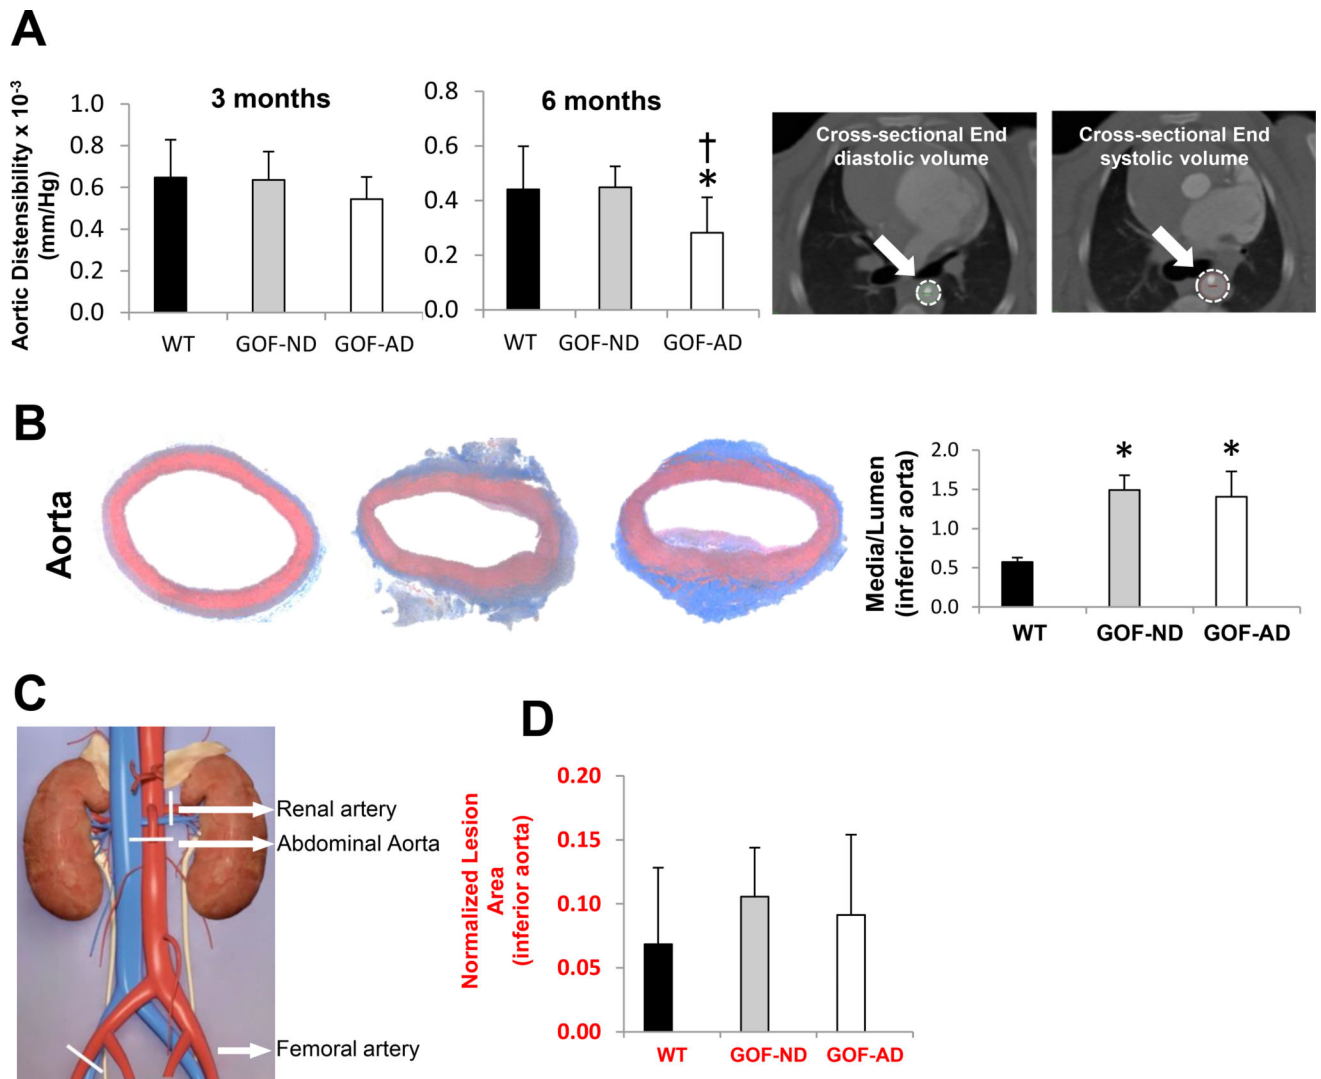 A
Aortic Distensibility x 10-3
(mm/Hg)
3 months
1.0
0.8
0.6
0.4
0.2
0.0
WT
GOF-ND
GOF-AD
6 months
0.8
0.6
0.4
0.2
0.0
†
*
WT
GOF-ND
GOF-AD
Cross-sectional End
diastolic volume
Cross-sectional End
systolic volume
B
Aorta
Media/Lumen
(inferior aorta)
2.0
1.5
1.0
0.5
0.0
*
*
WT
GOF-ND
GOF-AD
C
Renal artery
Abdominal Aorta
Femoral artery
D
Normalized Lesion
Area
(inferior aorta)
0.20
0.15
0.10
0.05
0.00
WT
GOF-ND
GOF-AD